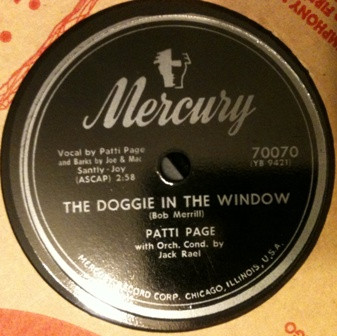 Mercury
Vocal by Patti Page
and Barks by Joe & Mac
Santly-Joy
(ASCAP) 2:58
70070
(YB 9421)
THE DOGGIE IN THE WINDOW
(Bob Merrill)
PATTI PAGE
with Orch. Cond. by
Jack Rael
RECORD CORP. CHICAGO, ILLINOIS, U.S.A.